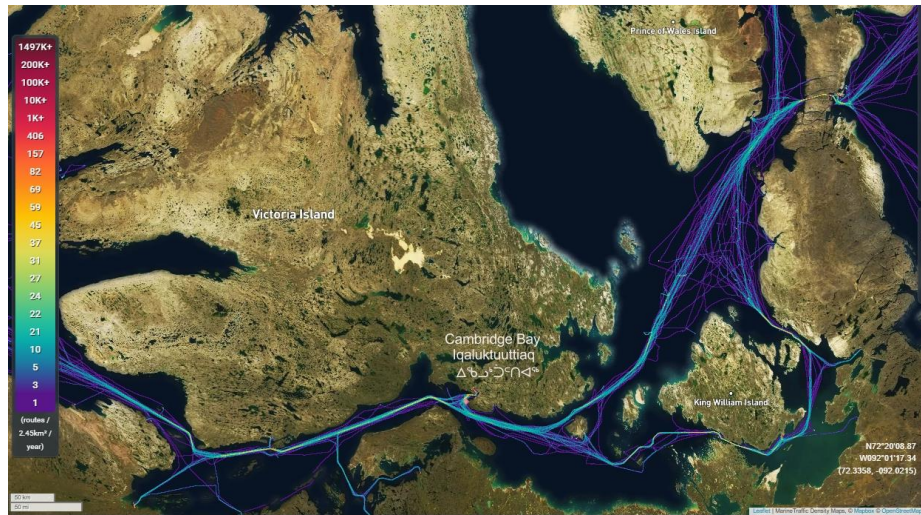 1497K+
200K+
100K+
10K+
1K+
406
157
82
69
59
45
37
31
27
24
22
21
10
5
3
1
(routes /
2.45km² /
year)
Prince of Wales Island
Victoria Island
Cambridge Bay
Iqaluktuuttiaq
ᐃᖃᓗᒃᑐᑦᑎᐊᖅ
King William Island
N72°20'08.87
W092°01'17.34
(72.3358, -092.0215)
50 km
50 mi
Leaflet | MarineTraffic Density Maps, © Mapbox © OpenStreetMap